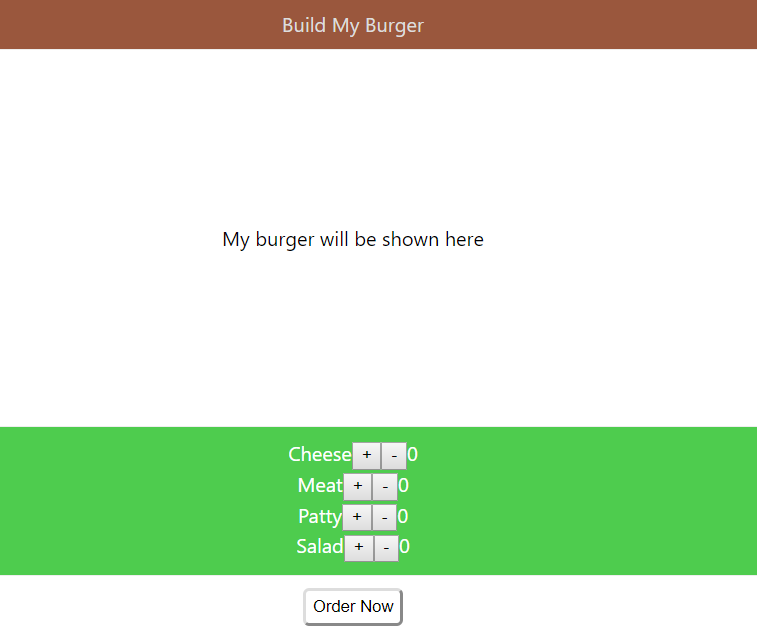 Build My Burger
My burger will be shown here
Cheese + - 0
Meat + - 0
Patty + - 0
Salad + - 0
Order Now